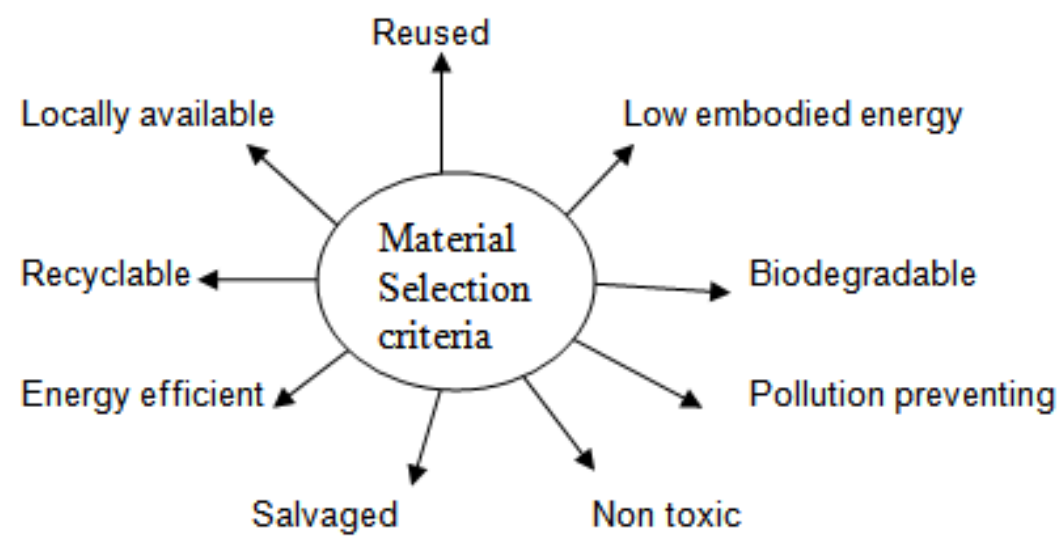 Reused
Locally available
Low embodied energy
Material
Selection
criteria
Recyclable
Biodegradable
Energy efficient
Pollution preventing
Salvaged
Non toxic